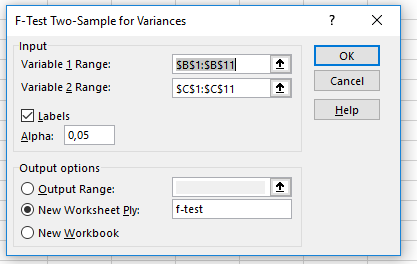 F-Test Two-Sample for Variances
Input
Variable 1 Range: $B$1:$B$11
Variable 2 Range: $C$1:$C$11
Labels
Alpha: 0,05
OK
Cancel
Help
Output options
Output Range:
New Worksheet Ply: f-test
New Workbook